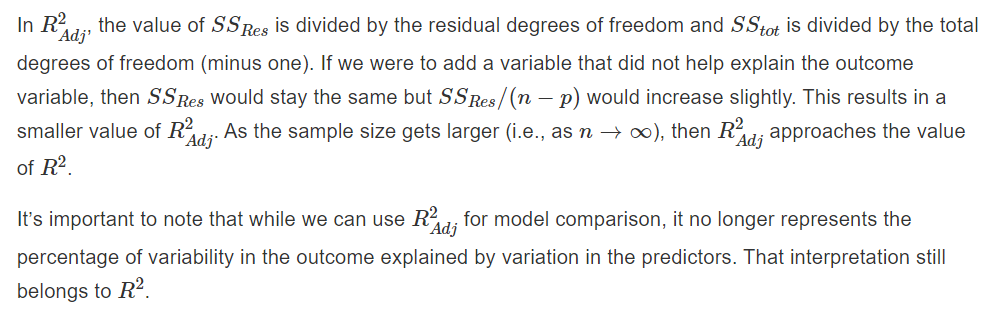 In $R^2_{Adj}$, the value of $SS_{Res}$ is divided by the residual degrees of freedom and $SS_{tot}$ is divided by the total
degrees of freedom (minus one). If we were to add a variable that did not help explain the outcome
variable, then $SS_{Res}$ would stay the same but $SS_{Res}/(n-p)$ would increase slightly. This results in a
smaller value of $R^2_{Adj}$. As the sample size gets larger (i.e., as $n \to \infty$), then $R^2_{Adj}$ approaches the value
of $R^2$.
It's important to note that while we can use $R^2_{Adj}$ for model comparison, it no longer represents the
percentage of variability in the outcome explained by variation in the predictors. That interpretation still
belongs to $R^2$.